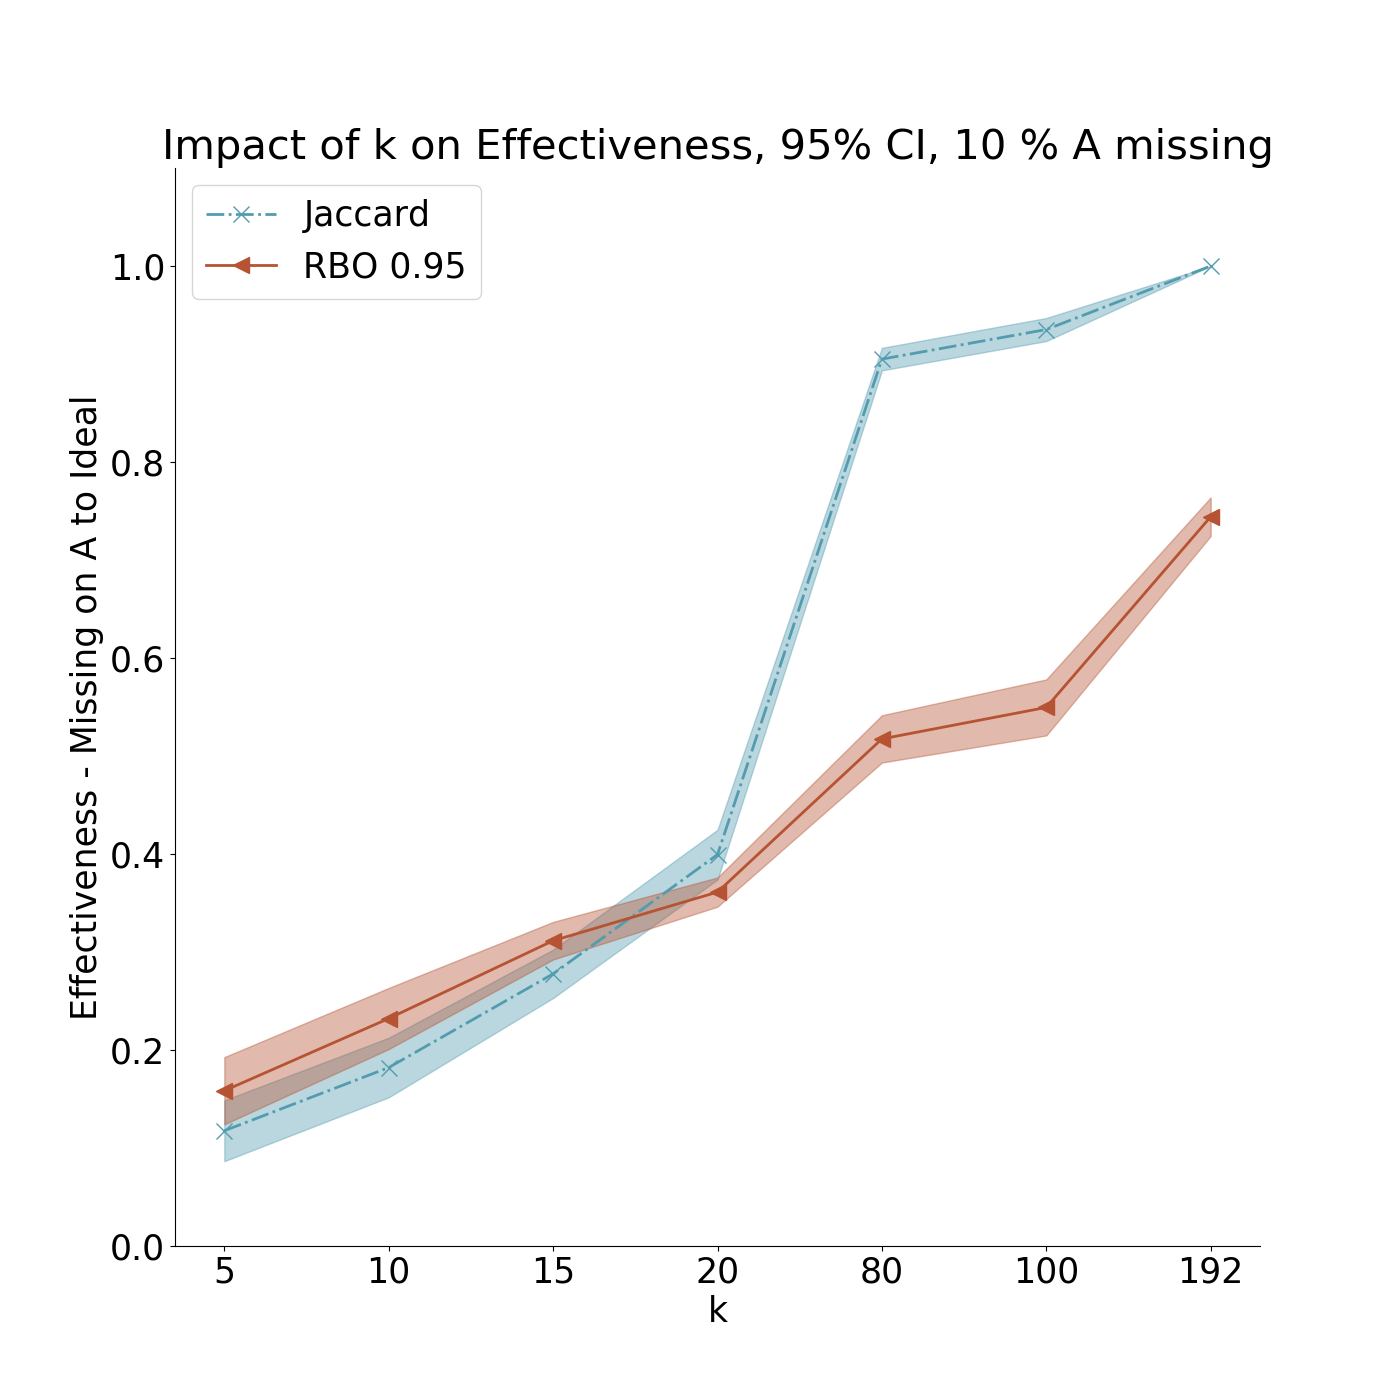 Impact of k on Effectiveness, 95% CI, 10 % A missing
Jaccard
RBO 0.95
Effectiveness - Missing on A to Ideal
1.0
0.8
0.6
0.4
0.2
0.0
5 10 15 20 80 100 192
k